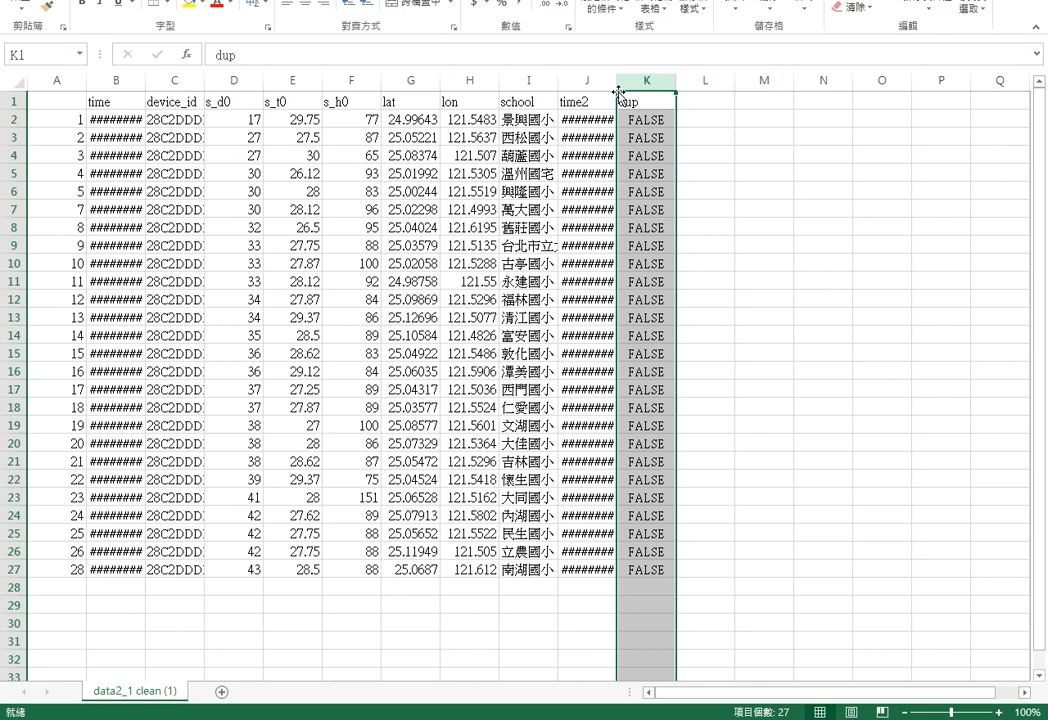 的條件 表格 樣式 清除 選取
剪貼簿 字型 對齊方式 數值 樣式 儲存格 編輯
K1 fx dup
A B C D E F G H I J K L M N O P Q
1 time device_id s_d0 s_t0 s_h0 lat lon school time2 dup
2 1 ######## 28C2DDD 17 29.75 77 24.99643 121.5483 景興國小 ######## FALSE
3 2 ######## 28C2DDD 27 27.5 87 25.05221 121.5637 西松國小 ######## FALSE
4 3 ######## 28C2DDD 27 30 65 25.08374 121.507 葫蘆國小 ######## FALSE
5 4 ######## 28C2DDD 30 26.12 93 25.01992 121.5305 溫州國宅 ######## FALSE
6 5 ######## 28C2DDD 30 28 83 25.00244 121.5519 興隆國小 ######## FALSE
7 7 ######## 28C2DDD 30 28.12 96 25.02298 121.4993 萬大國小 ######## FALSE
8 8 ######## 28C2DDD 32 26.5 95 25.04024 121.6195 舊莊國小 ######## FALSE
9 9 ######## 28C2DDD 33 27.75 88 25.03579 121.5135 台北市立 ######## FALSE
10 10 ######## 28C2DDD 33 27.87 100 25.02058 121.5288 古亭國小 ######## FALSE
11 11 ######## 28C2DDD 33 28.12 92 24.98758 121.55 永建國小 ######## FALSE
12 12 ######## 28C2DDD 34 27.87 84 25.09869 121.5296 福林國小 ######## FALSE
13 13 ######## 28C2DDD 34 29.37 86 25.12696 121.5077 清江國小 ######## FALSE
14 14 ######## 28C2DDD 35 28.5 89 25.10584 121.4826 富安國小 ######## FALSE
15 15 ######## 28C2DDD 36 28.62 83 25.04922 121.5486 敦化國小 ######## FALSE
16 16 ######## 28C2DDD 36 29.12 84 25.06035 121.5906 潭美國小 ######## FALSE
17 17 ######## 28C2DDD 37 27.25 89 25.04317 121.5036 西門國小 ######## FALSE
18 18 ######## 28C2DDD 37 27.87 89 25.03577 121.5524 仁愛國小 ######## FALSE
19 19 ######## 28C2DDD 38 27 100 25.08577 121.5601 文湖國小 ######## FALSE
20 20 ######## 28C2DDD 38 28 86 25.07329 121.5364 大佳國小 ######## FALSE
21 21 ######## 28C2DDD 38 28.62 87 25.05472 121.5296 吉林國小 ######## FALSE
22 22 ######## 28C2DDD 39 29.37 75 25.04524 121.5418 懷生國小 ######## FALSE
23 23 ######## 28C2DDD 41 28 151 25.06528 121.5162 大同國小 ######## FALSE
24 24 ######## 28C2DDD 42 27.62 89 25.07913 121.5802 內湖國小 ######## FALSE
25 25 ######## 28C2DDD 42 27.75 88 25.05652 121.5522 民生國小 ######## FALSE
26 26 ######## 28C2DDD 42 27.75 88 25.11949 121.505 立農國小 ######## FALSE
27 28 ######## 28C2DDD 43 28.5 88 25.0687 121.612 南湖國小 ######## FALSE
28
29
30
31
32
33
data2_1 clean (1)
就緒 項目個數: 27 100%